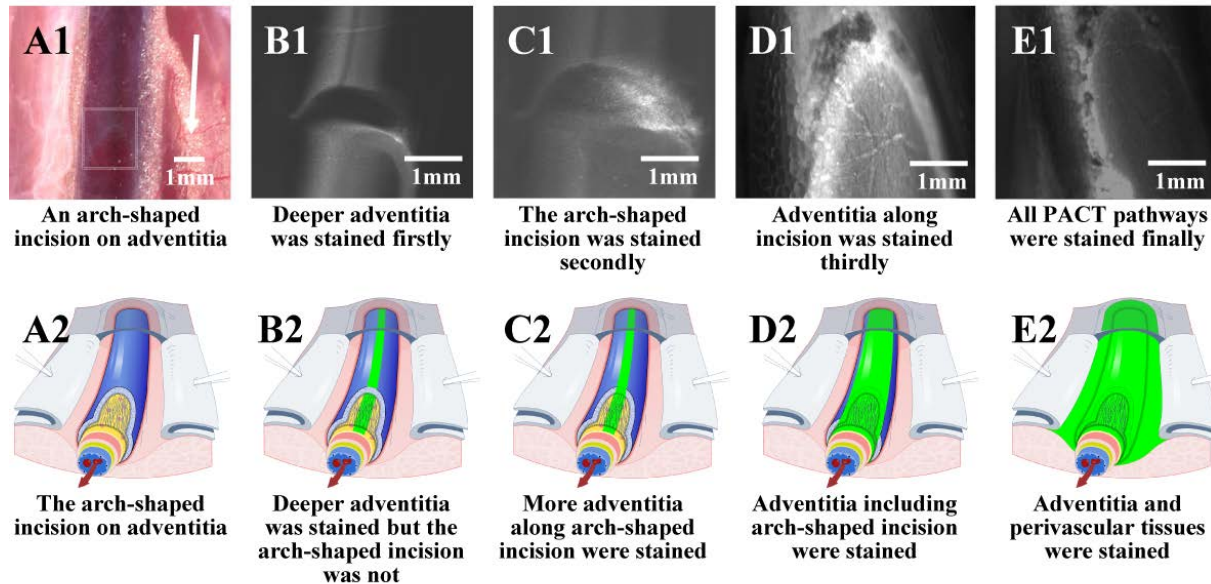 A1
B1
C1
D1
E1
1mm
1mm
1mm
1mm
1mm
An arch-shaped
incision on adventitia
Deeper adventitia
was stained firstly
The arch-shaped
incision was stained
secondly
Adventitia along
incision was stained
thirdly
All PACT pathways
were stained finally
A2
B2
C2
D2
E2
The arch-shaped
incision on adventitia
Deeper adventitia
was stained but the
arch-shaped incision
was not
More adventitia
along arch-shaped
incision were stained
Adventitia including
arch-shaped incision
were stained
Adventitia and
perivascular tissues
were stained